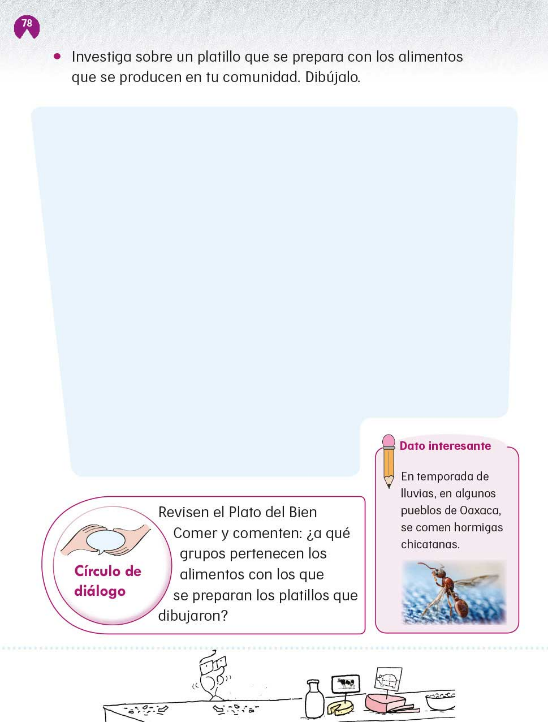 78
Investiga sobre un platillo que se prepara con los alimentos
que se producen en tu comunidad. Dibújalo.
Dato interesante
En temporada de
lluvias, en algunos
pueblos de Oaxaca,
se comen hormigas
chicatanas.
Revisen el Plato del Bien
Comer y comenten: ¿a qué
grupos pertenecen los
alimentos con los que
se preparan los platillos que
dibujaron?
Círculo de
diálogo